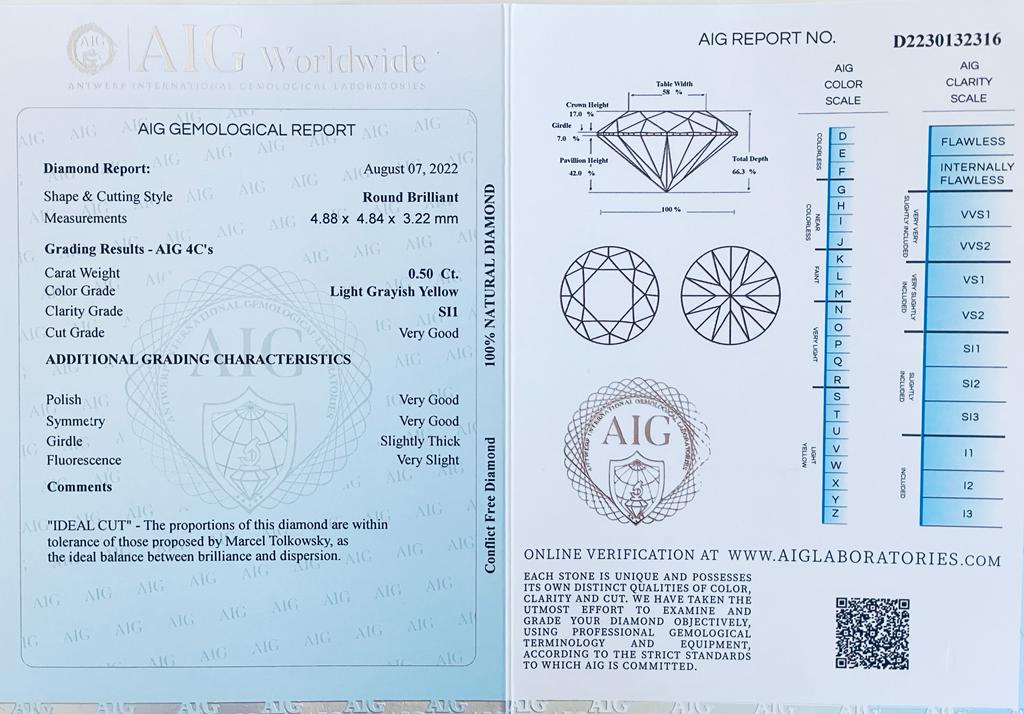 AIG Worldwide
ANTWERP INTERNATIONAL GEMOLOGICAL LABORATORIES
AIG GEMOLOGICAL REPORT
Diamond Report: August 07, 2022
Shape & Cutting Style Round Brilliant
Measurements 4.88 x 4.84 x 3.22 mm
Grading Results - AIG 4C's
Carat Weight 0.50 Ct.
Color Grade Light Grayish Yellow
Clarity Grade SI1
Cut Grade Very Good
ADDITIONAL GRADING CHARACTERISTICS
Polish Very Good
Symmetry Very Good
Girdle Slightly Thick
Fluorescence Very Slight
Comments
"IDEAL CUT" - The proportions of this diamond are within
tolerance of those proposed by Marcel Tolkowsky, as
the ideal balance between brilliance and dispersion.
100% NATURAL DIAMOND
Conflict Free Diamond
AIG REPORT NO. D2230132316
Table Width
58 %
Crown Height
17.0 %
Girdle
7.0 %
Pavillion Height
42.0 %
Total Depth
66.3 %
100 %
AIG
COLOR
SCALE
COLORLESS
D
E
F
NEAR
COLORLESS
G
H
I
J
FAINT
K
L
M
VERY LIGHT
N
O
P
Q
R
LIGHT
YELLOW
S
T
U
V
W
X
Y
Z
AIG
CLARITY
SCALE
FLAWLESS
INTERNALLY
FLAWLESS
VERY VERY
SLIGHTLY INCLUDED
VVS1
VVS2
VERY SLIGHTLY
INCLUDED
VS1
VS2
SLIGHTLY
INCLUDED
SI1
SI2
SI3
INCLUDED
I1
I2
I3
ANTWERP INTERNATIONAL GEMOLOGICAL LABORATORIES
AIG
ONLINE VERIFICATION AT WWW.AIGLABORATORIES.COM
EACH STONE IS UNIQUE AND POSSESSES
ITS OWN DISTINCT QUALITIES OF COLOR,
CLARITY AND CUT. WE HAVE TAKEN THE
UTMOST EFFORT TO EXAMINE AND
GRADE YOUR DIAMOND OBJECTIVELY,
USING PROFESSIONAL GEMOLOGICAL
TERMINOLOGY AND EQUIPMENT,
ACCORDING TO THE STRICT STANDARDS
TO WHICH AIG IS COMMITTED.